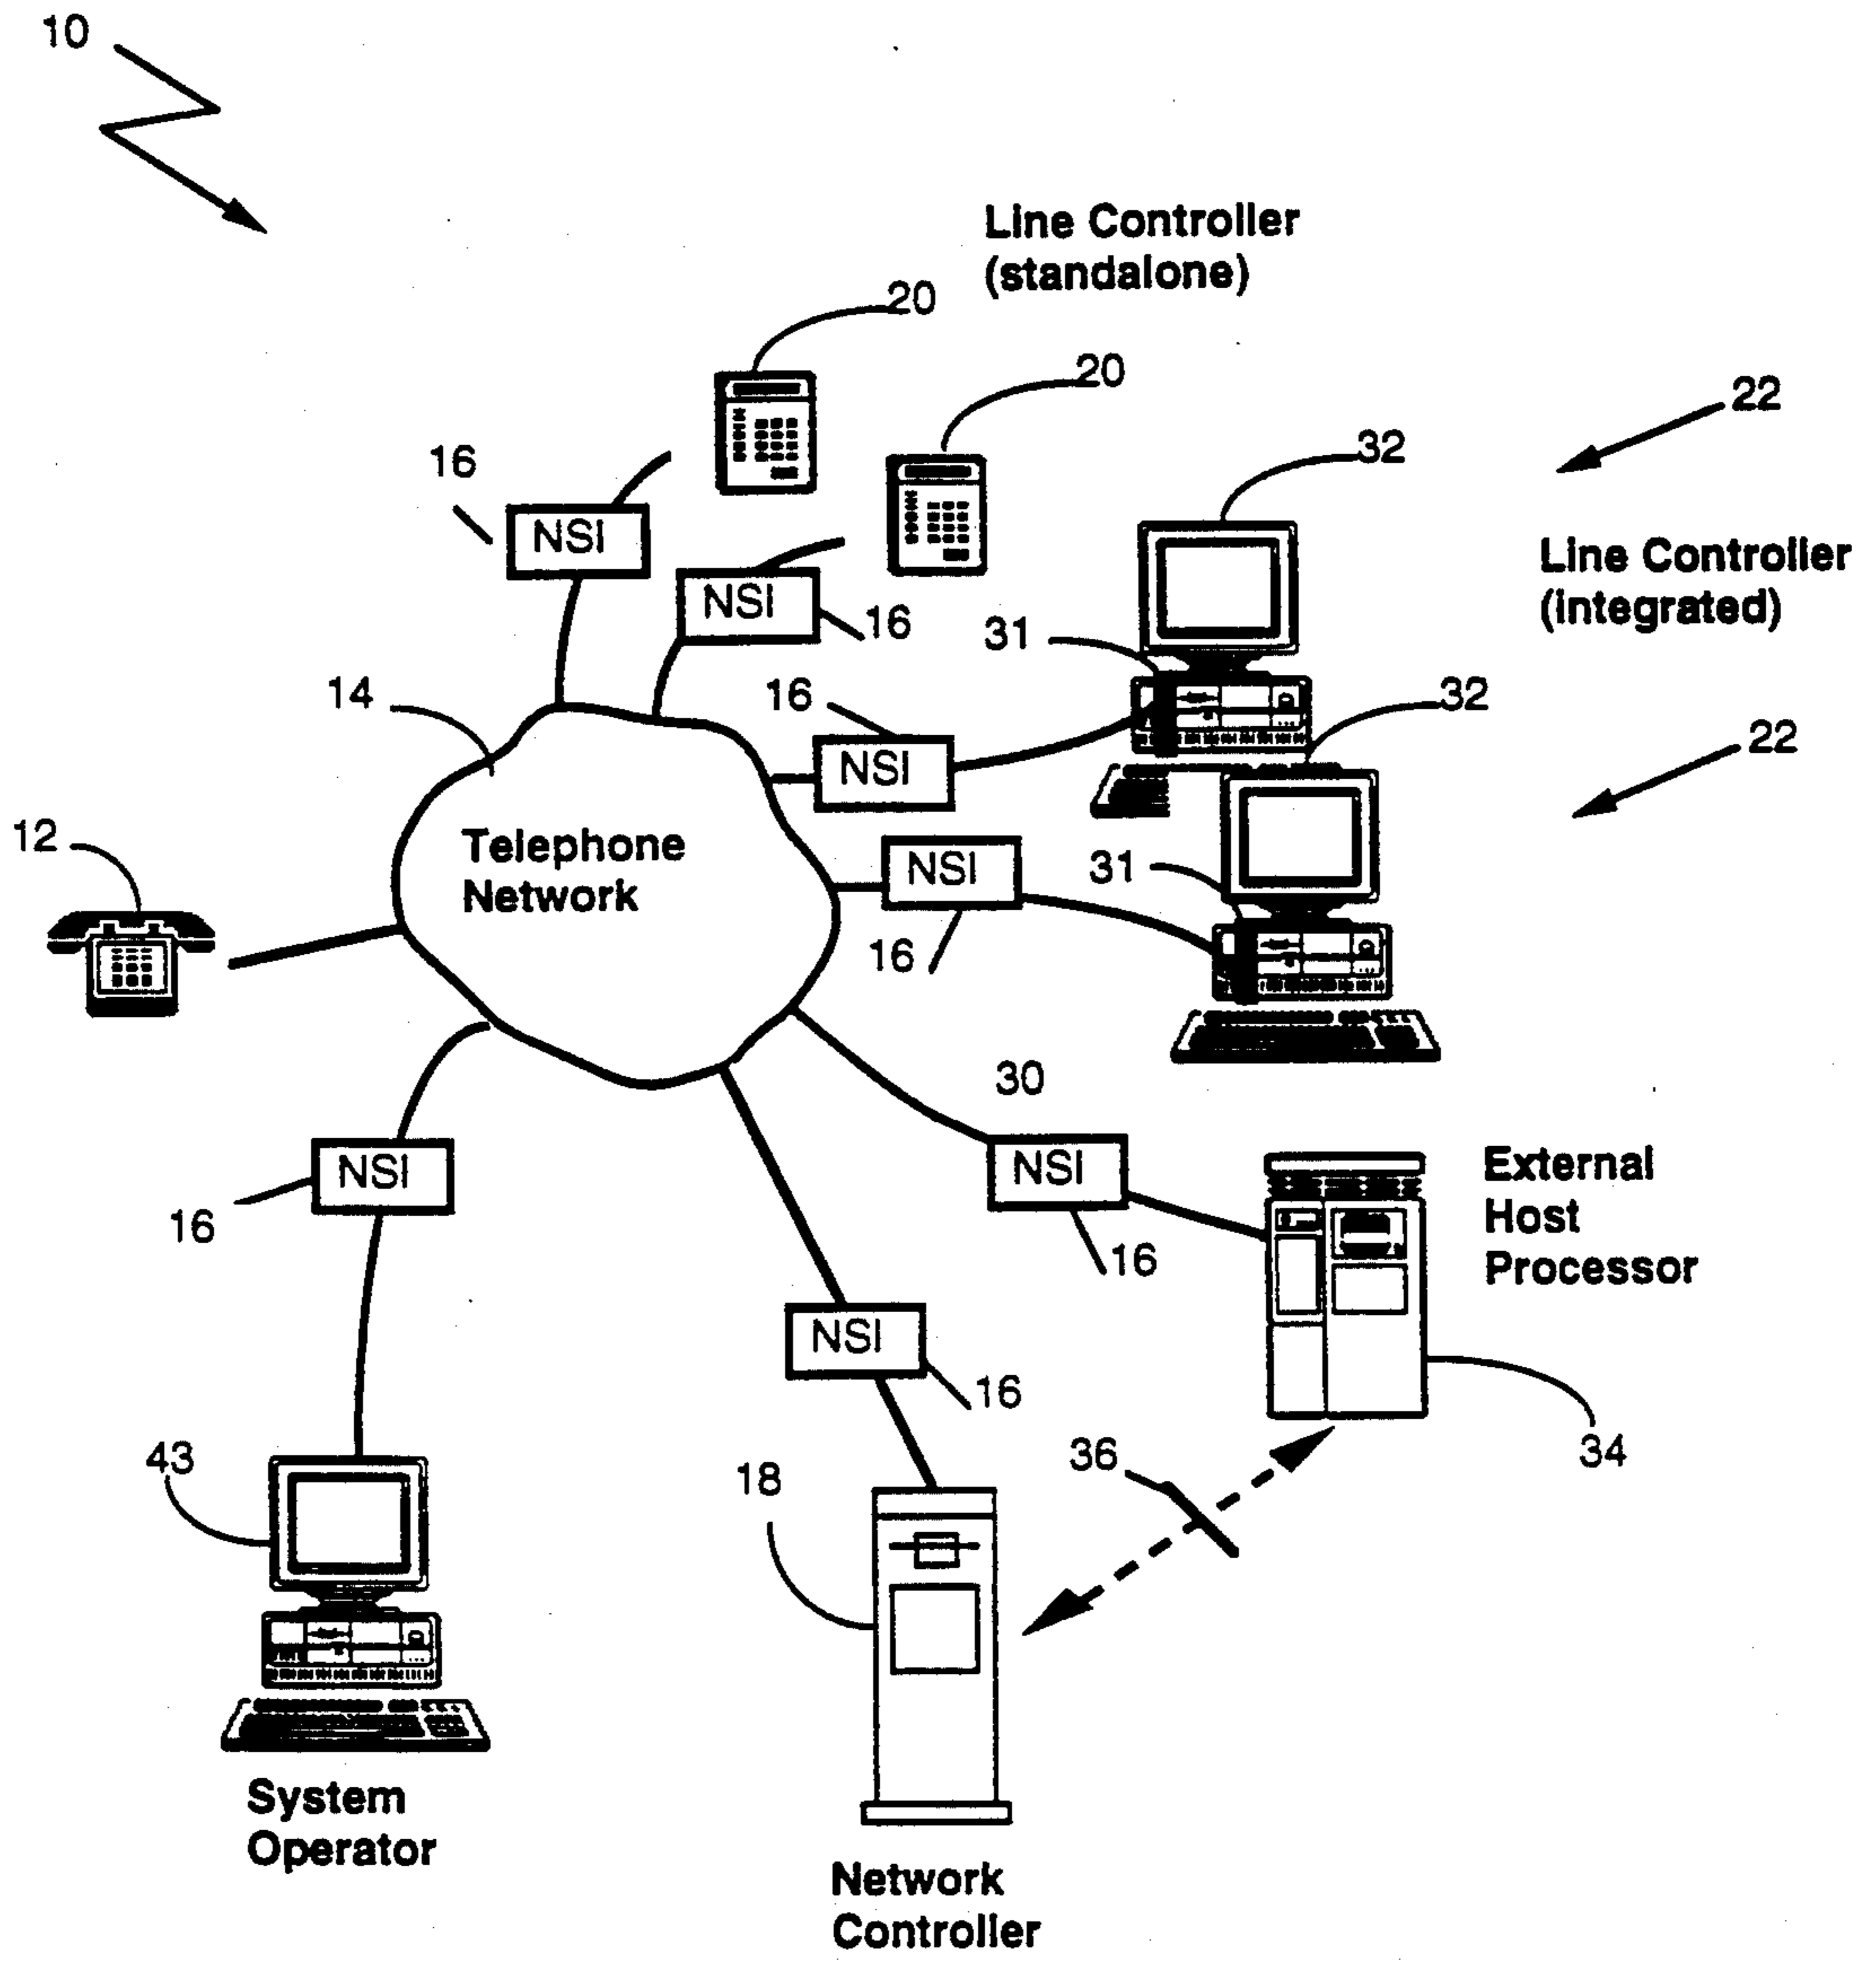 10
Line Controller
(standalone)
20
20
22
32
16
NSI
Line Controller
(integrated)
NSI
16
31
14
16
32
22
NSI
12
Telephone
Network
NSI
31
16
30
NSI
16
NSI
External
Host
Processor
16
NSI
16
34
36
43
18
System
Operator
Network
Controller